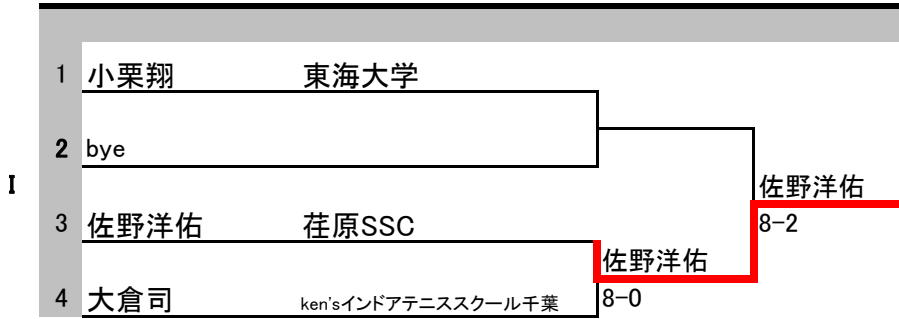 1 小栗翔 東海大学
2 bye
I
佐野洋佑
3 佐野洋佑 荏原SSC
8-2
佐野洋佑
4 大倉司 ken'sインドアテニススクール千葉
8-0